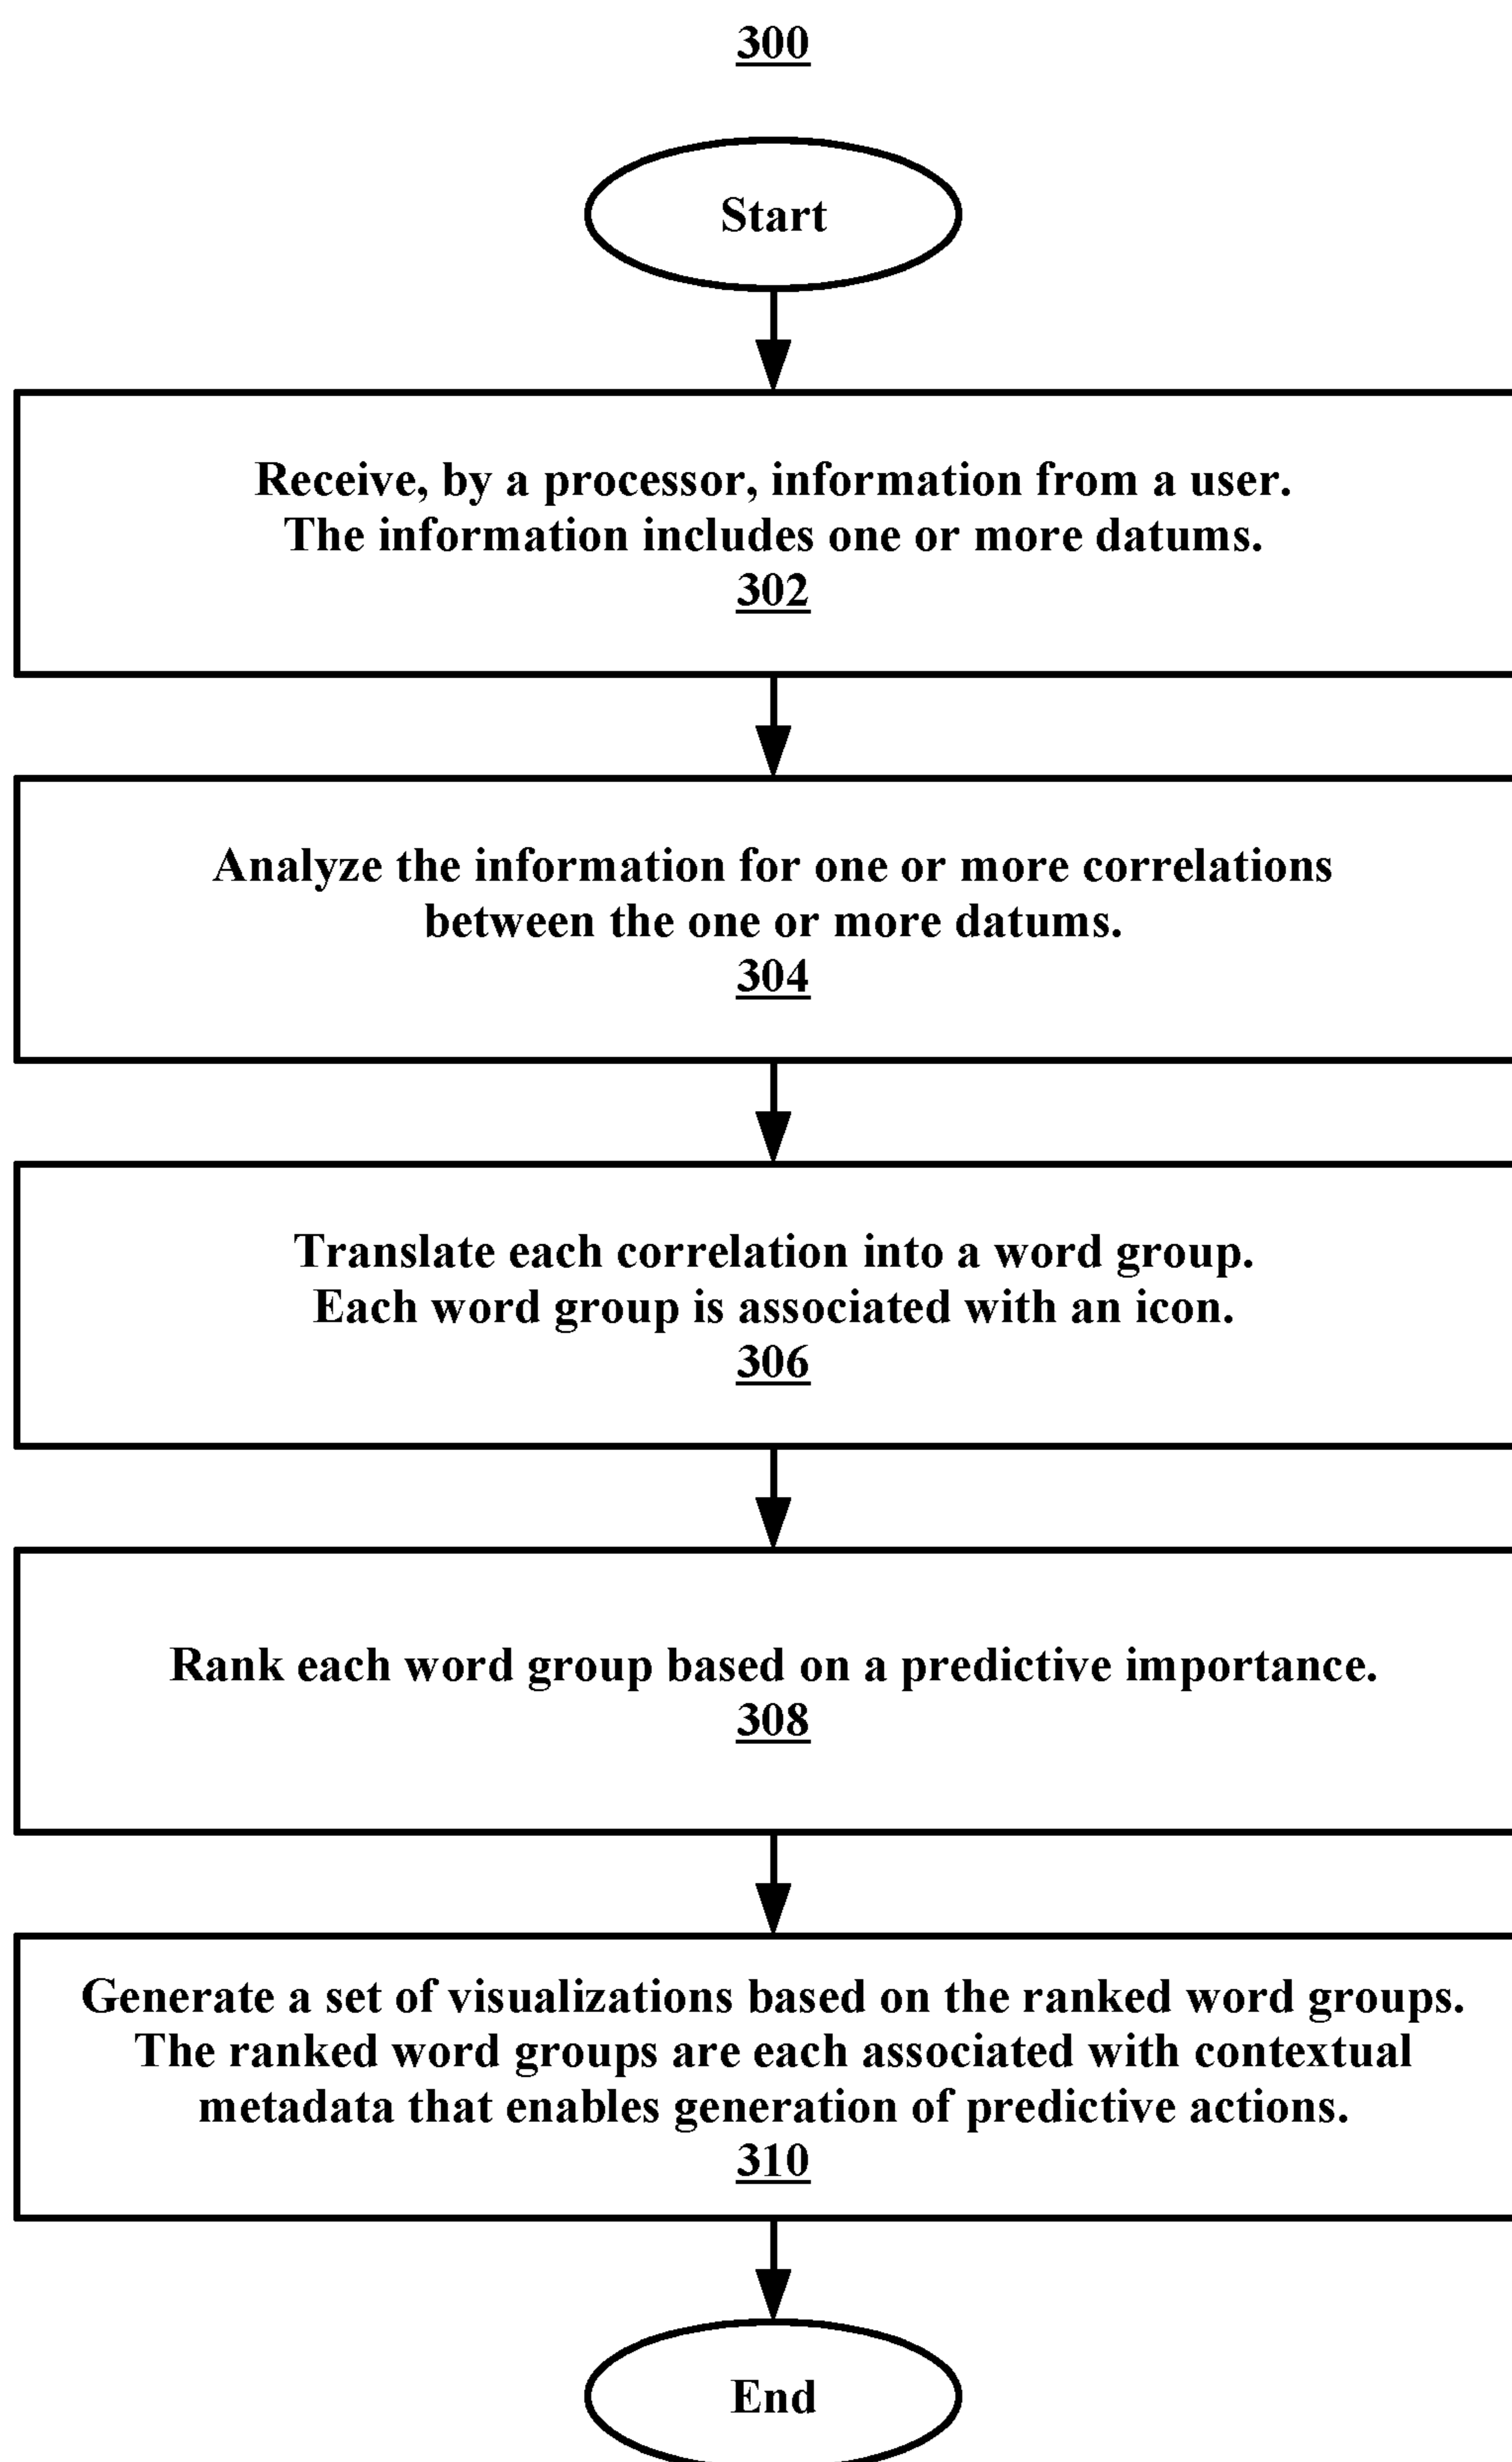 300
Start
Receive, by a processor, information from a user.
The information includes one or more datums.
302
Analyze the information for one or more correlations
between the one or more datums.
304
Translate each correlation into a word group.
Each word group is associated with an icon.
306
Rank each word group based on a predictive importance.
308
Generate a set of visualizations based on the ranked word groups.
The ranked word groups are each associated with contextual
metadata that enables generation of predictive actions.
310
End